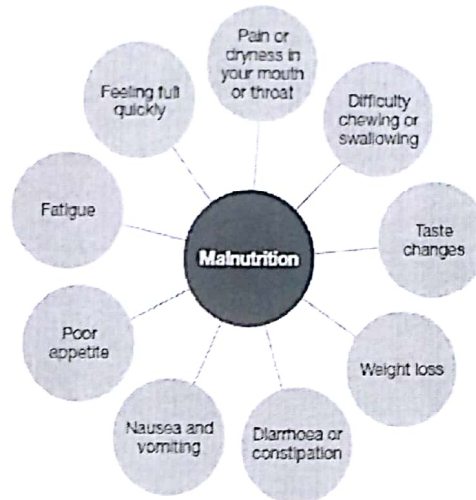 Pain or
dryness in
your mouth
or throat
Difficulty
chewing or
swallowing
Taste
changes
Weight loss
Diarrhoea or
constipation
Nausea and
vomiting
Poor
appetite
Fatigue
Feeling full
quickly
Malnutrition